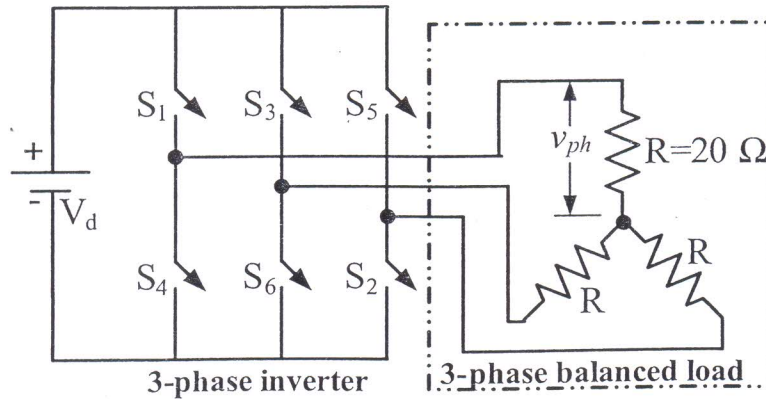 S1 S3 S5
+
-
Vd
vph
R=20 Ω
S4 S6 S2
R R
3-phase inverter
3-phase balanced load